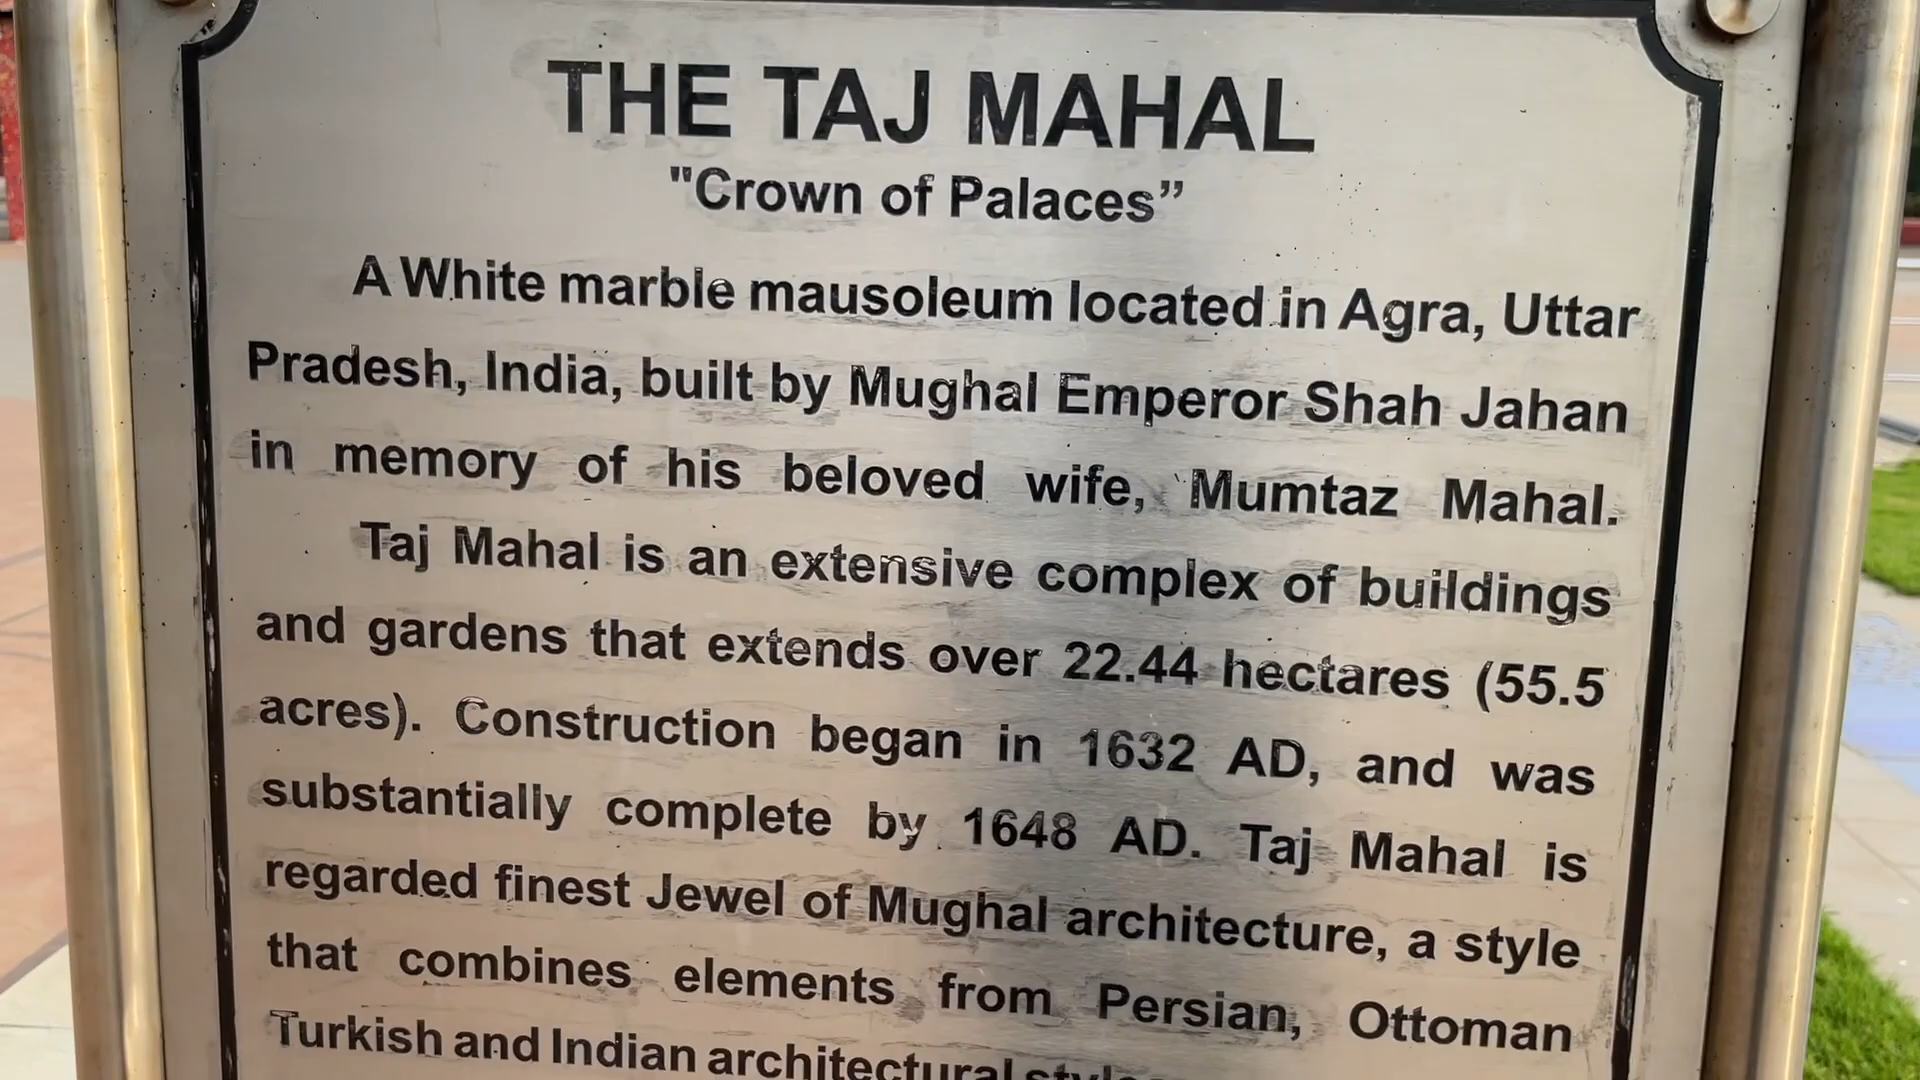 THE TAJ MAHAL
"Crown of Palaces”
A White marble mausoleum located in Agra, Uttar
Pradesh, India, built by Mughal Emperor Shah Jahan
in memory of his beloved wife, Mumtaz Mahal.
Taj Mahal is an extensive complex of buildings
and gardens that extends over 22.44 hectares (55.5
acres). Construction began in 1632 AD, and was
substantially complete by 1648 AD. Taj Mahal is
regarded finest Jewel of Mughal architecture, a style
that combines elements from Persian, Ottoman
Turkish and Indian architectural